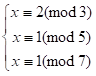 x ≡ 2(mod 3)
x ≡ 1(mod 5)
x ≡ 1(mod 7)